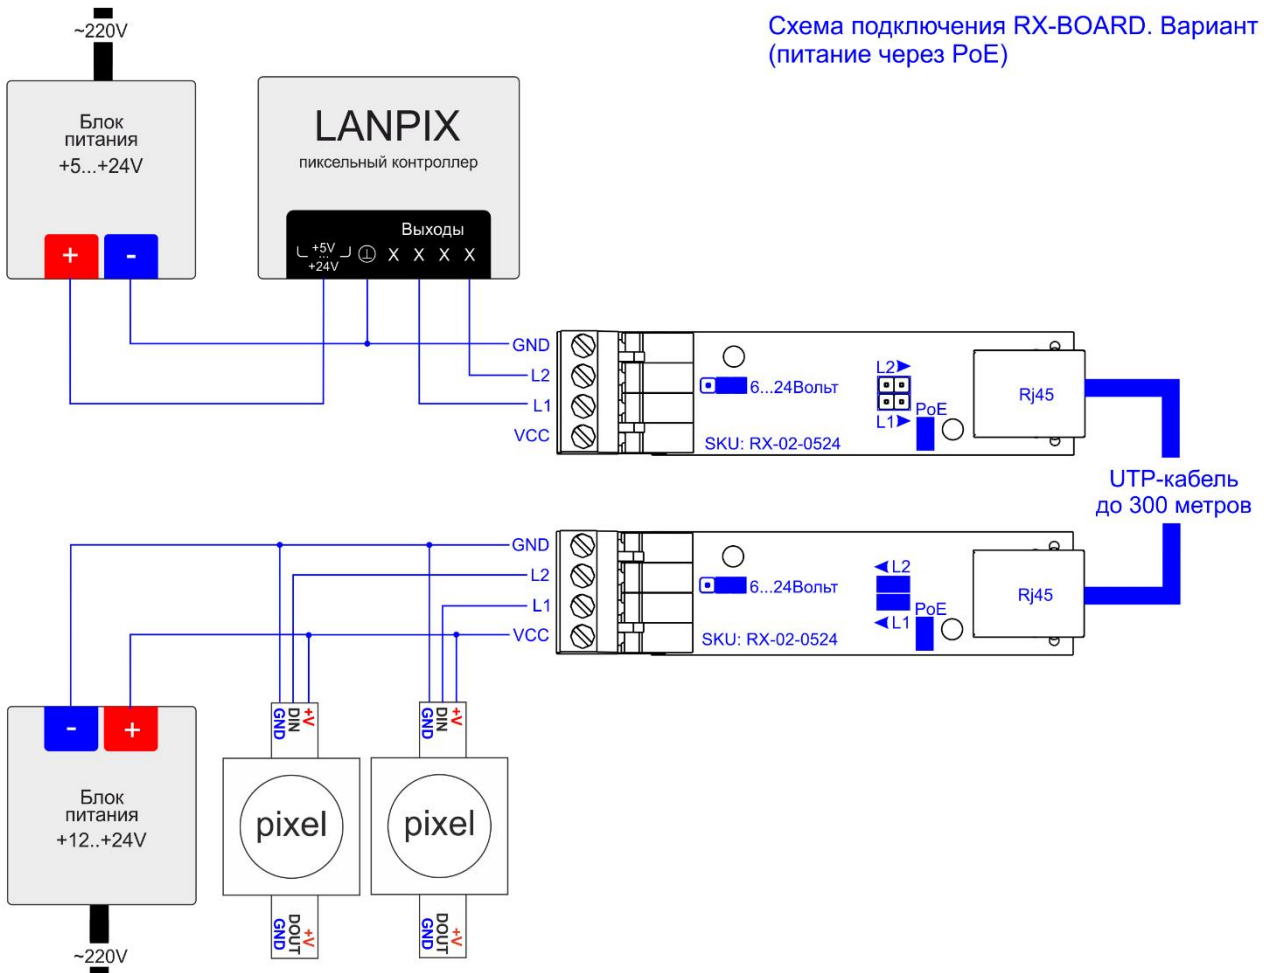 Схема подключения RX-BOARD. Вариант
(питание через PoE)
~220V
Блок
питания
+5...+24V
+ -
LANPIX
пиксельный контроллер
Выходы
+5V
...
+24V
X X X X
GND
L2
L1
VCC
6...24Вольт
SKU: RX-02-0524
L2
L1
PoE
Rj45
UTP-кабель
до 300 метров
GND
L2
L1
VCC
6...24Вольт
SKU: RX-02-0524
L2
L1
PoE
Rj45
- +
Блок
питания
+12..+24V
~220V
GND
DIN
+V
pixel
GND
DOUT
+V
GND
DIN
+V
pixel
GND
DOUT
+V